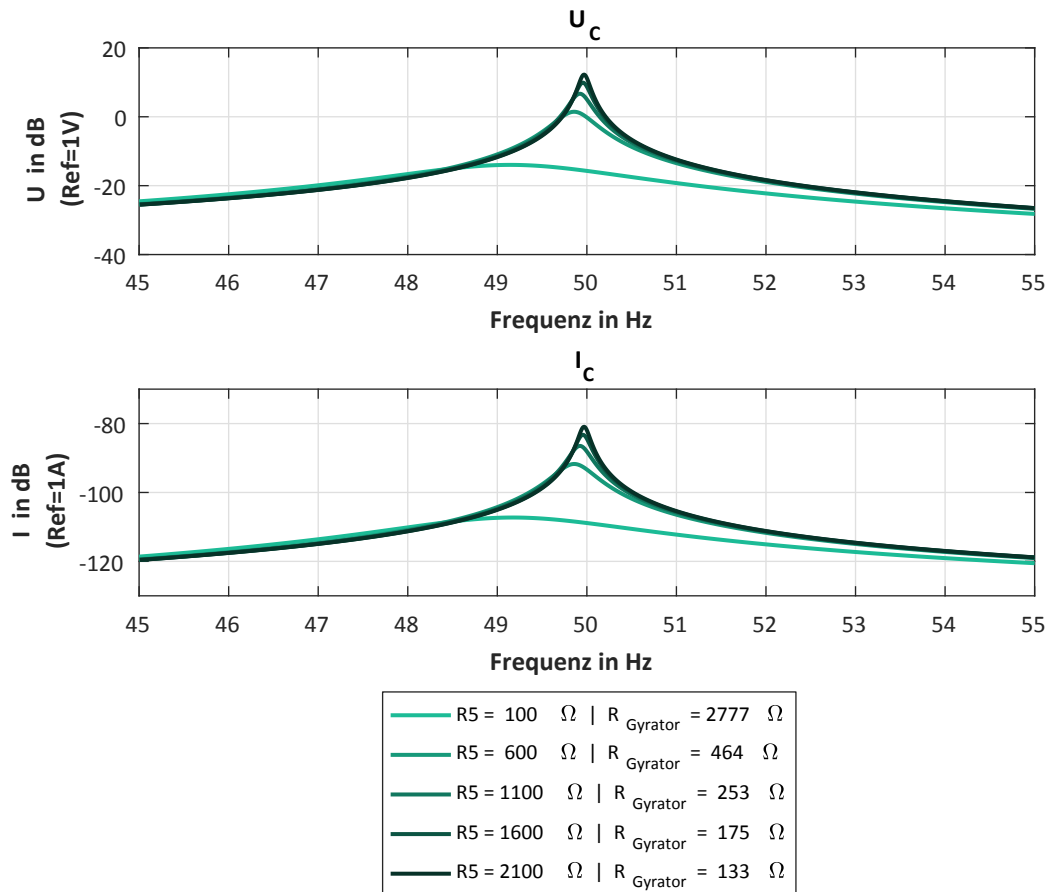 U_C
U in dB
(Ref=1V)
20
0
-20
-40
45 46 47 48 49 50 51 52 53 54 55
Frequenz in Hz
I_C
I in dB
(Ref=1A)
-80
-100
-120
45 46 47 48 49 50 51 52 53 54 55
Frequenz in Hz
R5 = 100 Ω | R Gyrator = 2777 Ω
R5 = 600 Ω | R Gyrator = 464 Ω
R5 = 1100 Ω | R Gyrator = 253 Ω
R5 = 1600 Ω | R Gyrator = 175 Ω
R5 = 2100 Ω | R Gyrator = 133 Ω